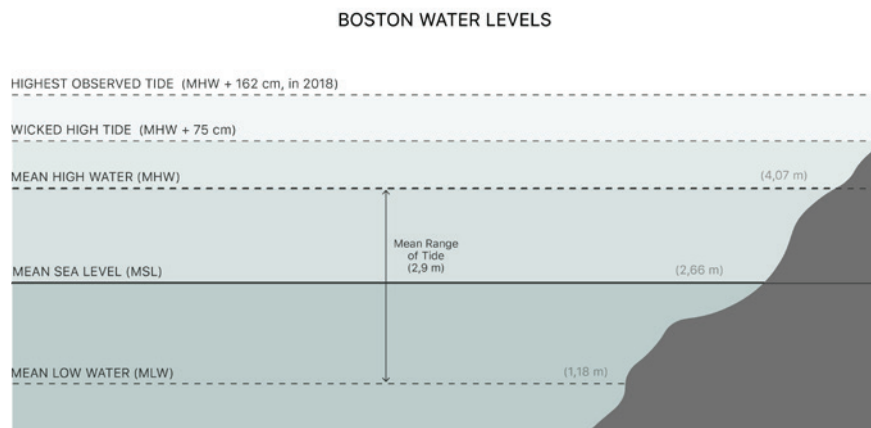 BOSTON WATER LEVELS
HIGHEST OBSERVED TIDE (MHW + 162 cm, in 2018)
WICKED HIGH TIDE (MHW + 75 cm)
MEAN HIGH WATER (MHW)
(4,07 m)
Mean Range
of Tide
(2,9 m)
MEAN SEA LEVEL (MSL)
(2,66 m)
MEAN LOW WATER (MLW)
(1,18 m)